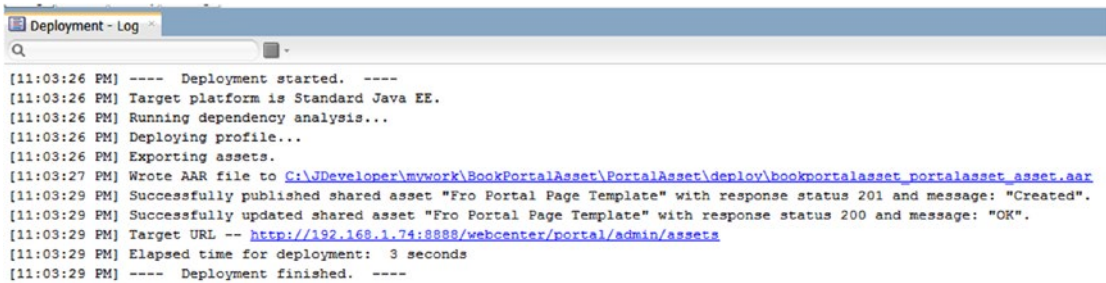 Deployment - Log
[11:03:26 PM] ---- Deployment started. ----
[11:03:26 PM] Target platform is Standard Java EE.
[11:03:26 PM] Running dependency analysis...
[11:03:26 PM] Deploying profile...
[11:03:26 PM] Exporting assets.
[11:03:27 PM] Wrote AAR file to C:\JDeveloper\mywork\BookPortalAsset\PortalAsset\deploy\bookportalasset_portalasset_asset.aar
[11:03:29 PM] Successfully published shared asset "Fro Portal Page Template" with response status 201 and message: "Created".
[11:03:29 PM] Successfully updated shared asset "Fro Portal Page Template" with response status 200 and message: "OK".
[11:03:29 PM] Target URL -- http://192.168.1.74:8888/webcenter/portal/admin/assets
[11:03:29 PM] Elapsed time for deployment: 3 seconds
[11:03:29 PM] ---- Deployment finished. ----